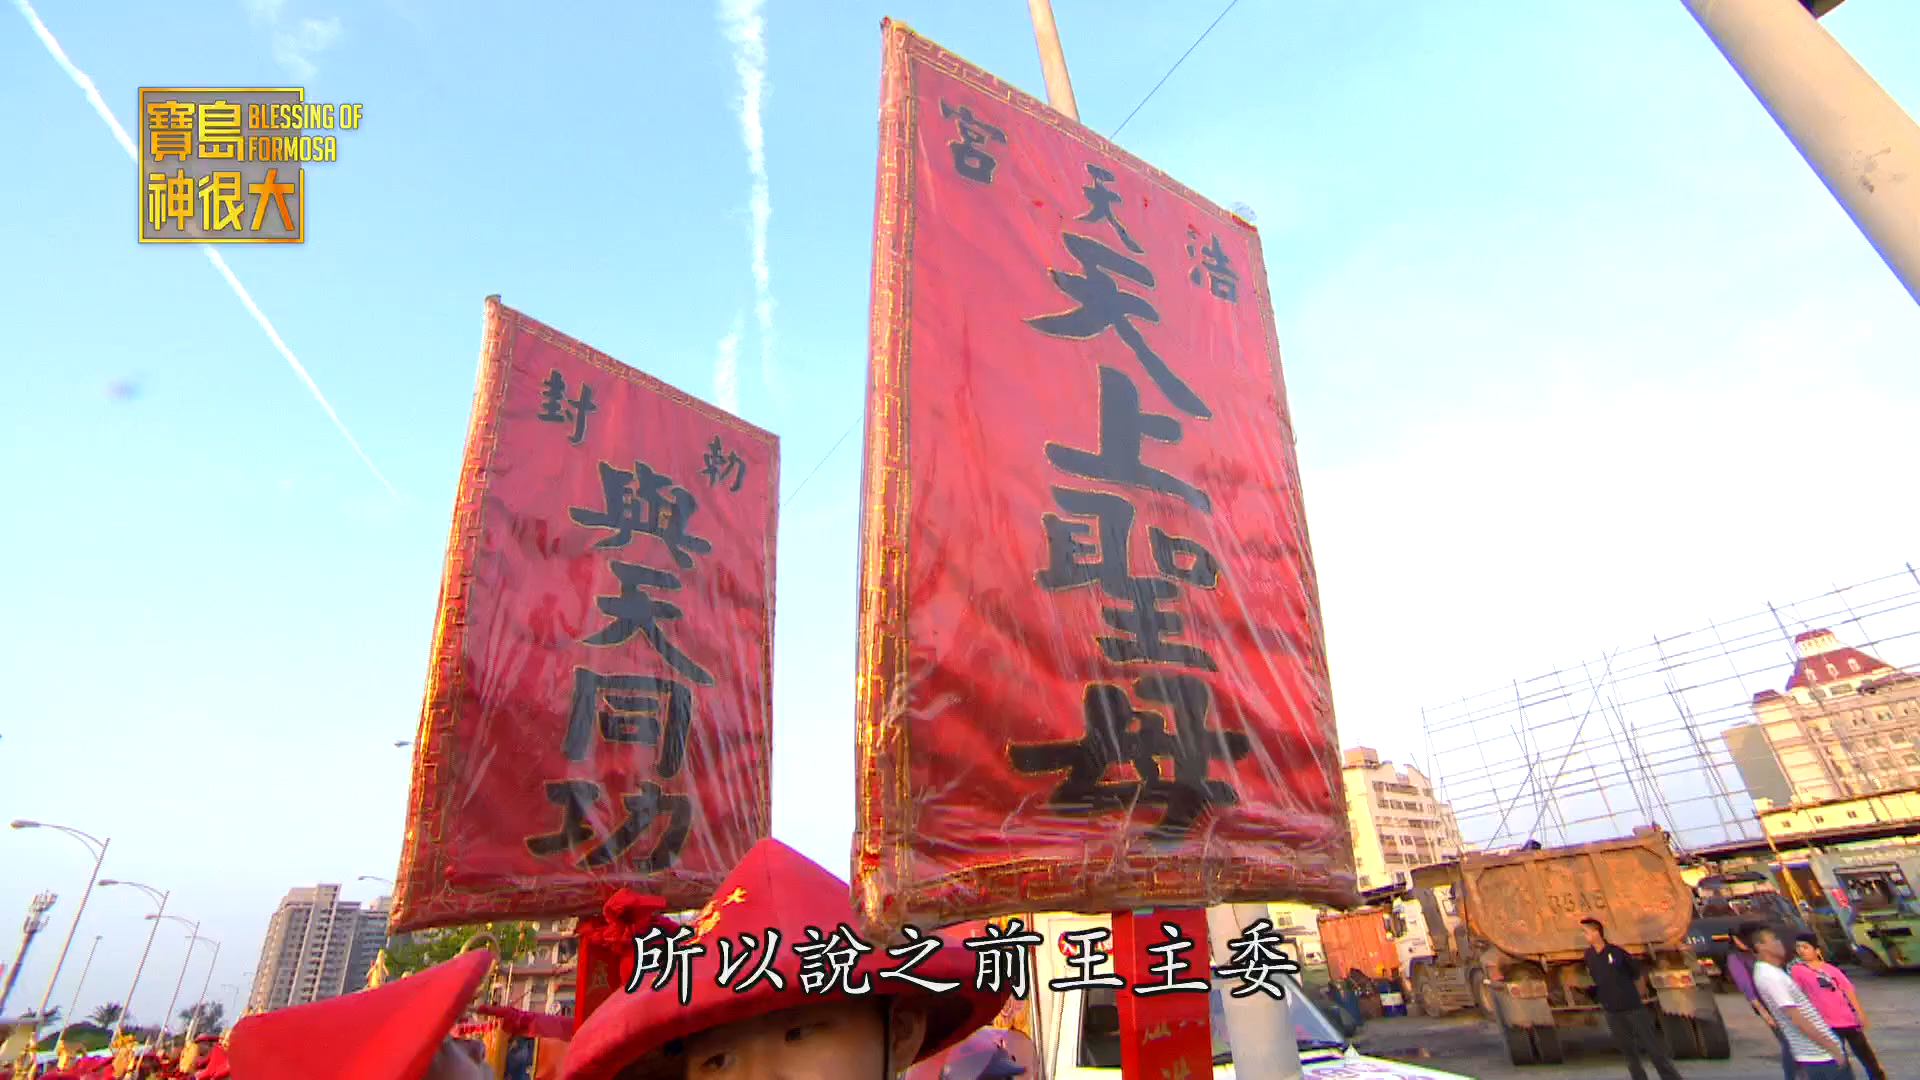 寶島
BLESSING OF
FORMOSA
神很大
浩天宮
天上聖母
勅封
與天同功
所以說之前王主委